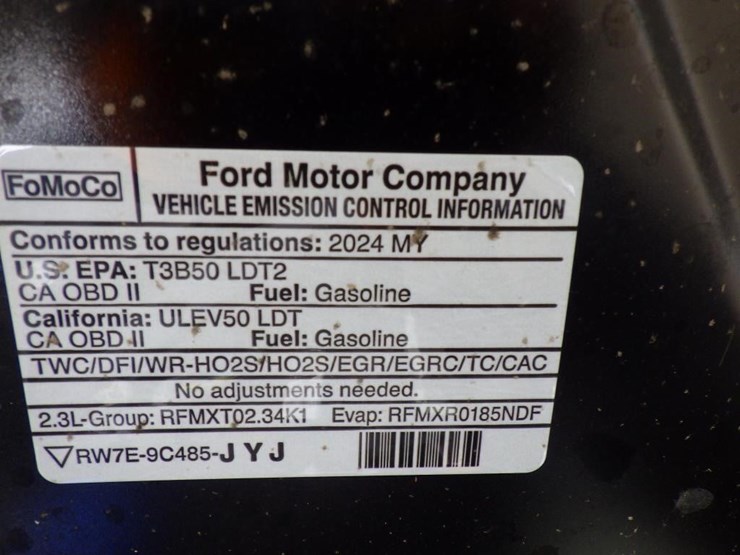 FoMoCo
Ford Motor Company
VEHICLE EMISSION CONTROL INFORMATION
Conforms to regulations: 2024 MY
U.S. EPA: T3B50 LDT2
CA OBD II Fuel: Gasoline
California: ULEV50 LDT
CA OBD II Fuel: Gasoline
TWC/DFI/WR-HO2S/HO2S/EGR/EGRC/TC/CAC
No adjustments needed.
2.3L-Group: RFMXT02.34K1 Evap: RFMXR0185NDF
RW7E-9C485-J Y J